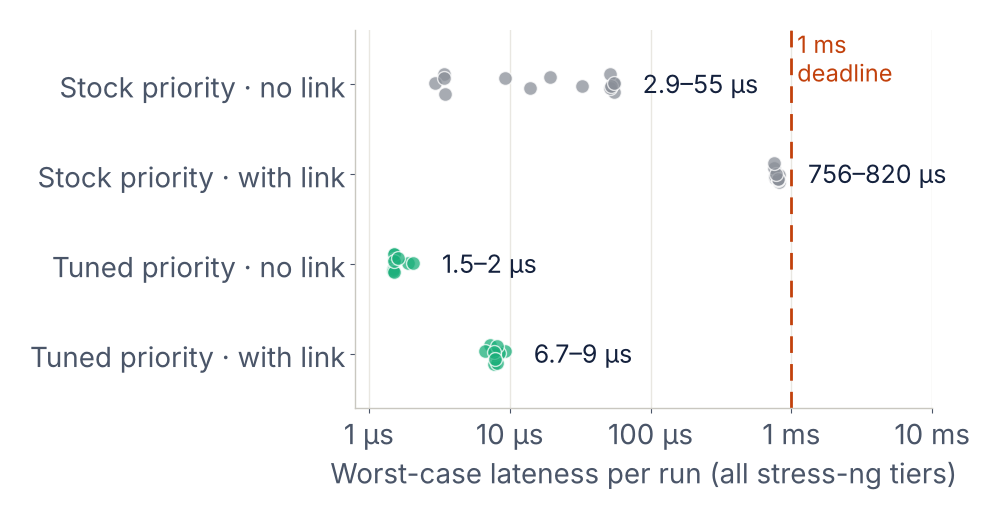 Stock priority · no link
2.9–55 µs
1 ms
deadline
Stock priority · with link
756–820 µs
Tuned priority · no link
1.5–2 µs
Tuned priority · with link
6.7–9 µs
1 µs
10 µs
100 µs
1 ms
10 ms
Worst-case lateness per run (all stress-ng tiers)